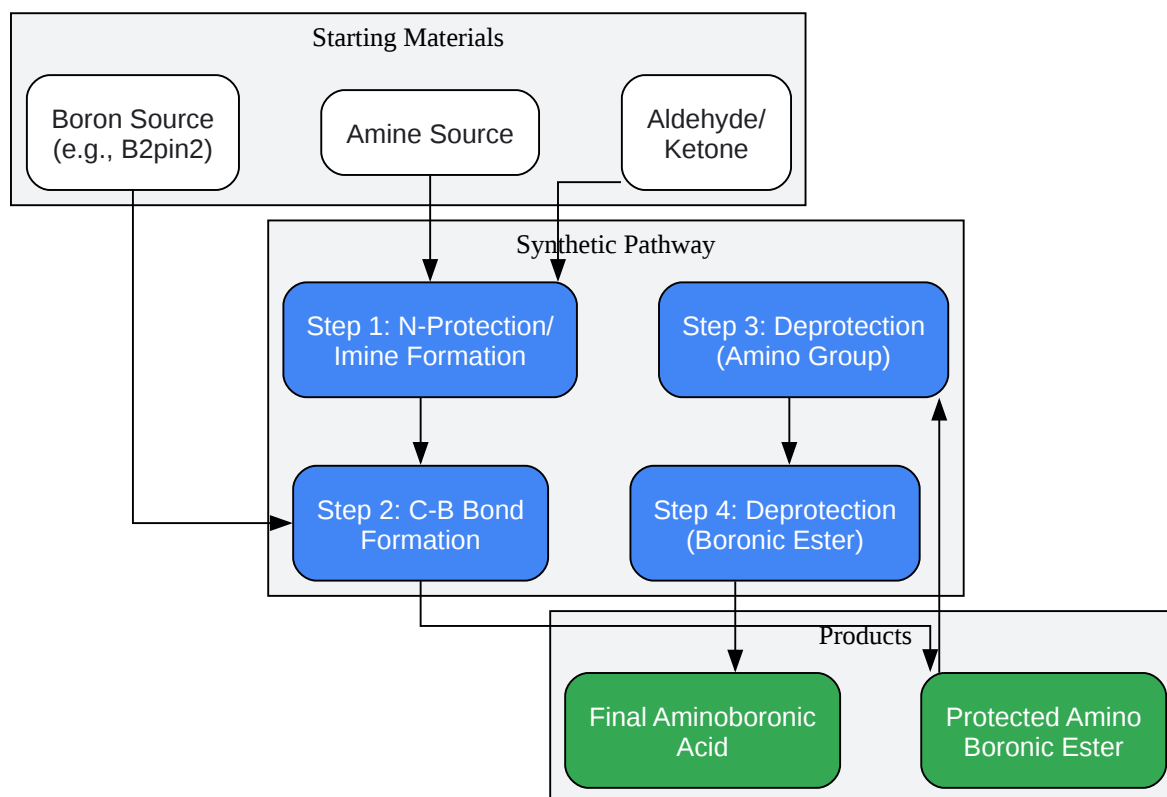 Starting Materials
Boron Source
(e.g., B2pin2)
Amine Source
Aldehyde/
Ketone
Synthetic Pathway
Step 1: N-Protection/
Imine Formation
Step 3: Deprotection
(Amino Group)
Step 2: C-B Bond
Formation
Step 4: Deprotection
(Boronic Ester)
Products
Final Aminoboronic
Acid
Protected Amino
Boronic Ester